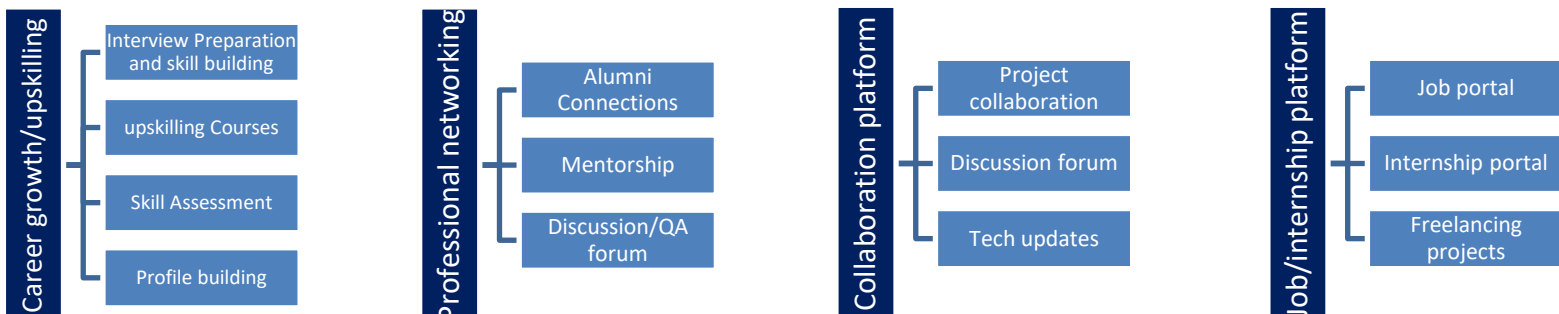 Career growth/upskilling
Interview Preparation
and skill building
upskilling Courses
Skill Assessment
Profile building
Professional networking
Alumni
Connections
Mentorship
Discussion/QA
forum
Collaboration platform
Project
collaboration
Discussion forum
Tech updates
Job/internship platform
Job portal
Internship portal
Freelancing
projects